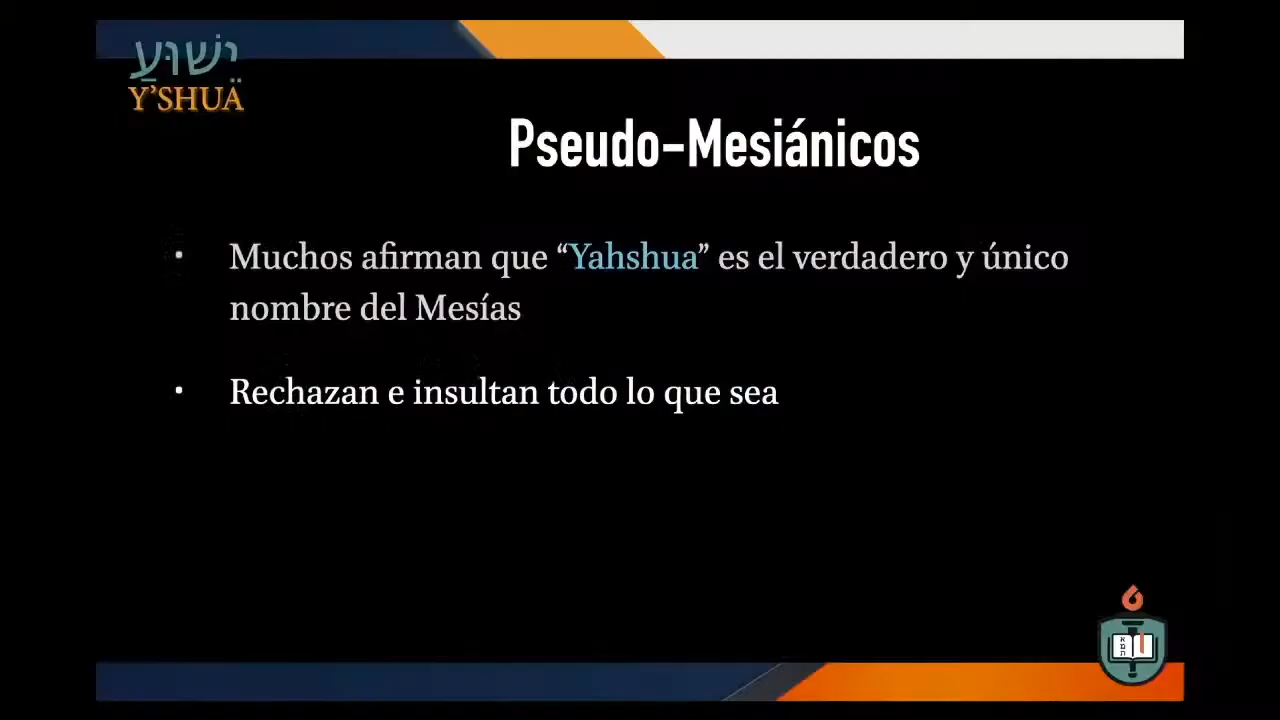 יֵשׁוּעַ
Y’SHUA
Pseudo-Mesiánicos
• Muchos afirman que “Yahshua” es el verdadero y único
nombre del Mesías
• Rechazan e insultan todo lo que sea